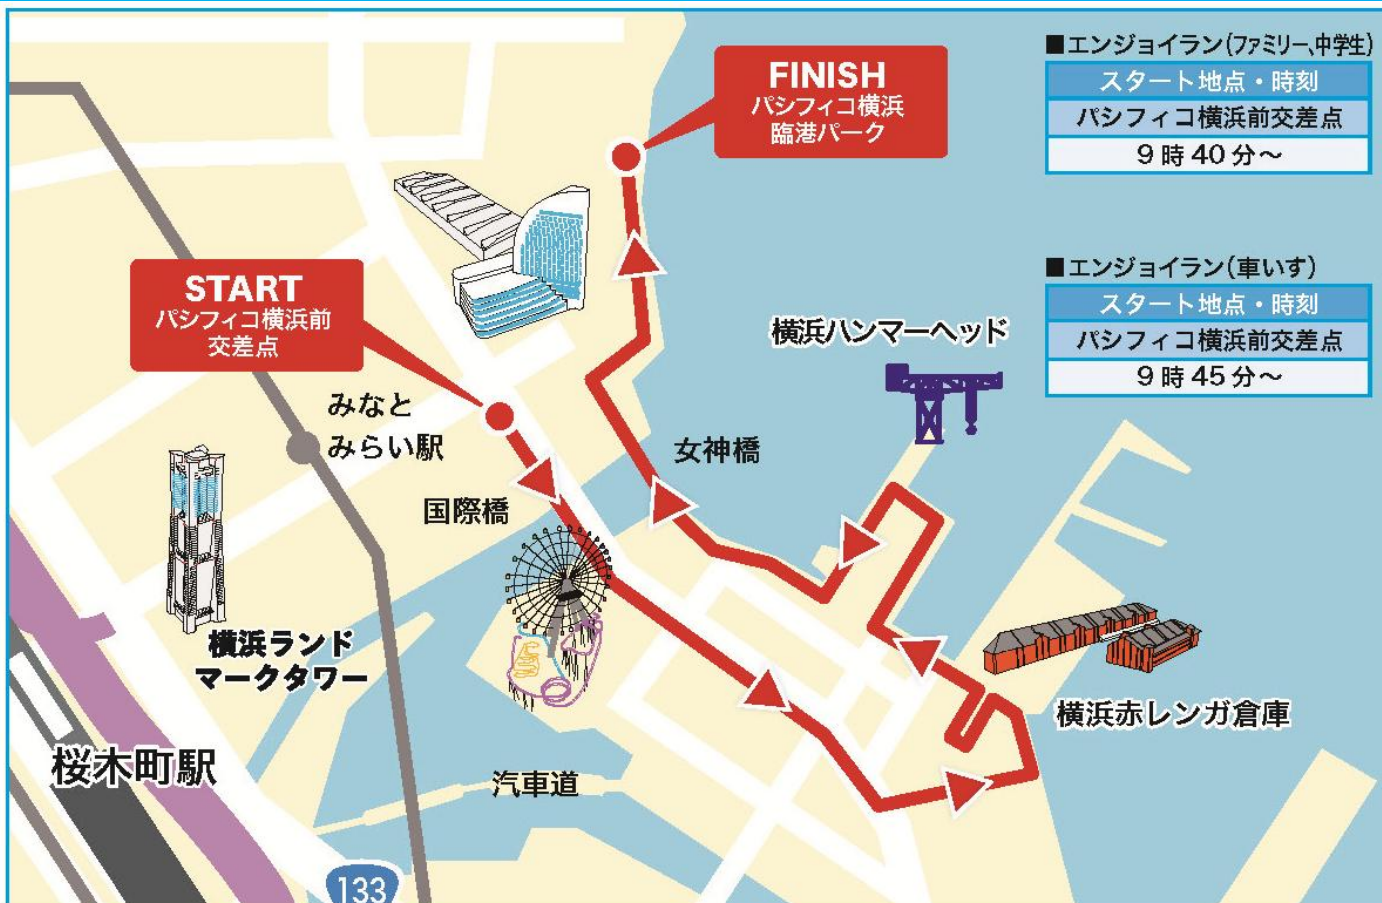 FINISH
パシフィコ横浜
臨港パーク
■エンジョイラン(ファミリー、中学生)
スタート地点・時刻
パシフィコ横浜前交差点
9時40分～
START
パシフィコ横浜前
交差点
■エンジョイラン(車いす)
スタート地点・時刻
パシフィコ横浜前交差点
9時45分～
横浜ハンマーヘッド
みなと
みらい駅
女神橋
国際橋
横浜ランド
マークタワー
横浜赤レンガ倉庫
桜木町駅
汽車道
133